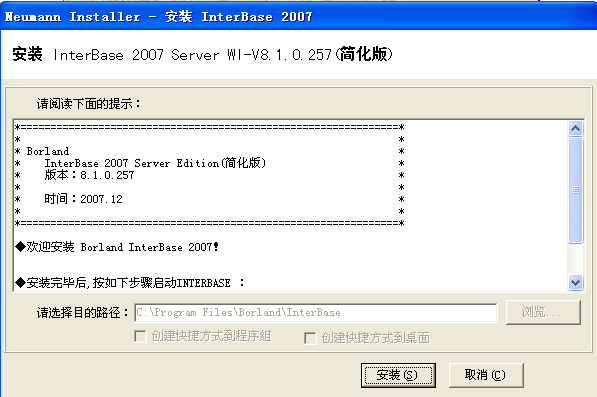 Neumann Installer - 安装 InterBase 2007
安装 InterBase 2007 Server WI-V8.1.0.257(简化版)
请阅读下面的提示：
*===============================================================*
*                                                               *
* Borland                                                       *
*    InterBase 2007 Server Edition(简化版)                       *
*    版本：8.1.0.257                                             *
*                                                               *
*    时间：2007.12                                               *
*                                                               *
*===============================================================*
◆欢迎安装 Borland InterBase 2007!
◆安装完毕后,按如下步骤启动INTERBASE ：
请选择目的路径： C:\Program Files\Borland\InterBase 浏览...
创建快捷方式到程序组 创建快捷方式到桌面
安装(S) 取消(C)